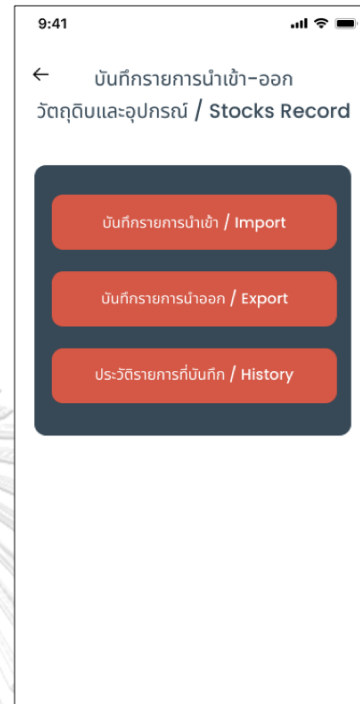 9:41
บันทึกรายการนำเข้า-ออก
วัตถุดิบและอุปกรณ์ / Stocks Record
บันทึกรายการนำเข้า / Import
บันทึกรายการนำออก / Export
ประวัติรายการที่บันทึก / History